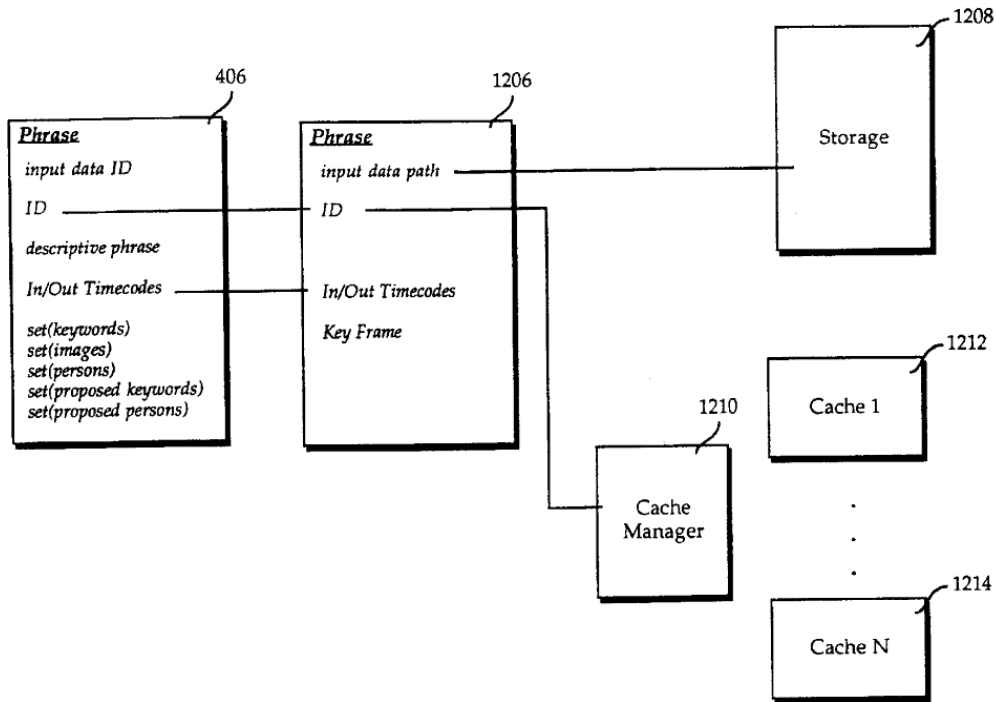 1208
Storage
406
Phrase
input data ID
ID
descriptive phrase
In/Out Timecodes
set(keywords)
set(images)
set(persons)
set(proposed keywords)
set(proposed persons)
1206
Phrase
input data path
ID
In/Out Timecodes
Key Frame
1212
Cache 1
1210
Cache
Manager
1214
Cache N